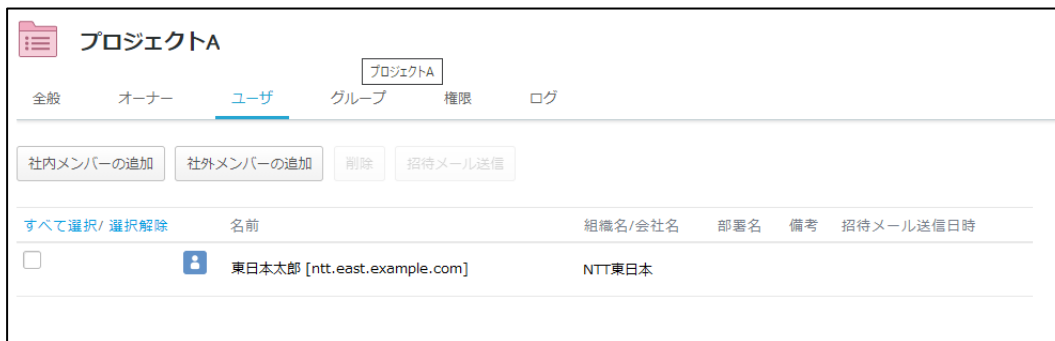 プロジェクトA
プロジェクトA
全般 オーナー ユーザ グループ 権限 ログ
社内メンバーの追加 社外メンバーの追加 削除 招待メール送信
すべて選択/ 選択解除 名前 組織名/会社名 部署名 備考 招待メール送信日時
東日本太郎 [ntt.east.example.com] NTT東日本